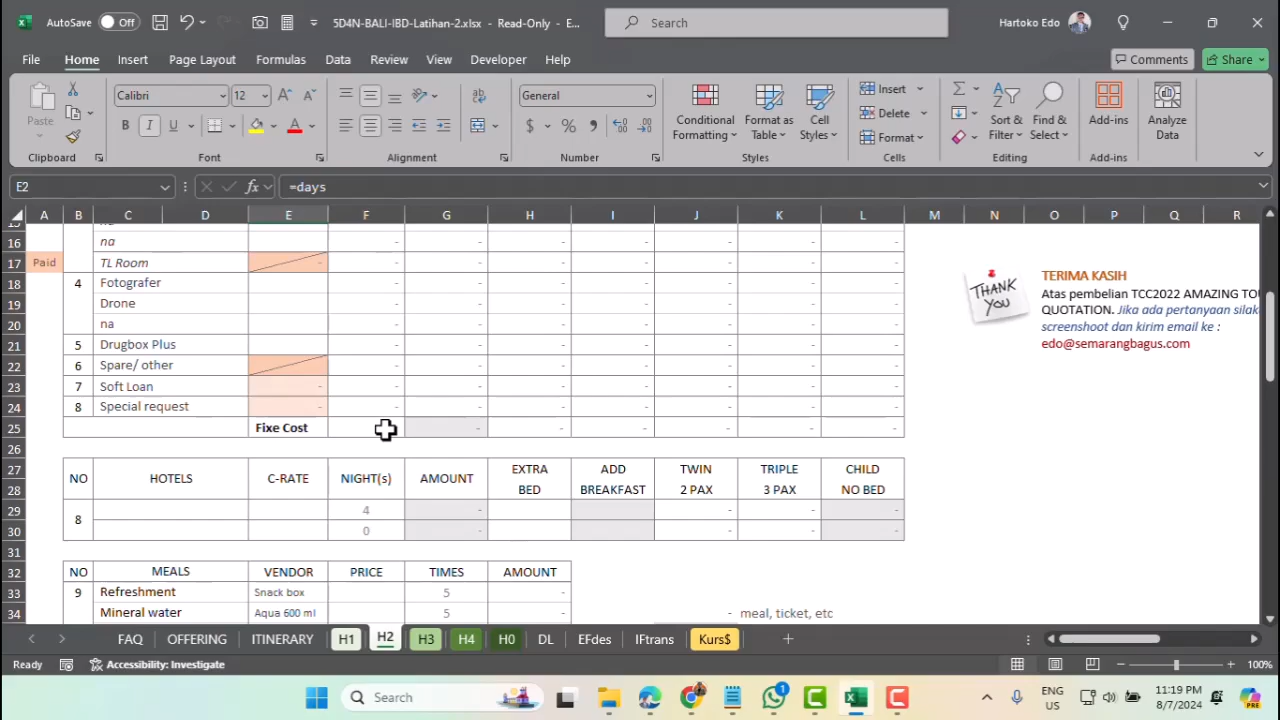 AutoSave Off 5D4N-BALI-IBD-Latihan-2.xlsx - Read-Only - E... Search Hartoko Edo
File Home Insert Page Layout Formulas Data Review View Developer Help Comments Share
Paste Calibri 12 General Conditional Formatting Format as Table Cell Styles Insert Delete Format Sort & Filter Find & Select Add-ins Analyze Data
Clipboard Font Alignment Number Styles Cells Editing Add-ins
E2 fx =days
A B C D E F G H I J K L M N O P Q R
16 na - - - - - - -
Paid 17 TL Room - - - - - - - -
18 4 Fotografer - - - - - - -
19 Drone - - - - - - -
20 na - - - - - - -
21 5 Drugbox Plus - - - - - - -
22 6 Spare/ other - - - - - - -
23 7 Soft Loan - - - - - - - -
24 8 Special request - - - - - - - -
25 Fixe Cost - - - - - -
26
27 NO HOTELS C-RATE NIGHT(s) AMOUNT EXTRA ADD TWIN TRIPLE CHILD
28 BED BREAKFAST 2 PAX 3 PAX NO BED
29 8 4 - - - -
30 0 - - - -
31
32 NO MEALS VENDOR PRICE TIMES AMOUNT
33 9 Refreshment Snack box 5 -
34 Mineral water Aqua 600 ml 5 - - meal, ticket, etc
THANK YOU
TERIMA KASIH
Atas pembelian TCC2022 AMAZING TO
QUOTATION. Jika ada pertanyaan silak
screenshoot dan kirim email ke :
edo@semarangbagus.com
FAQ OFFERING ITINERARY H1 H2 H3 H4 H0 DL EFdes IFtrans Kurs$
Ready Accessibility: Investigate 100%
Search ENG US 11:19 PM 8/7/2024